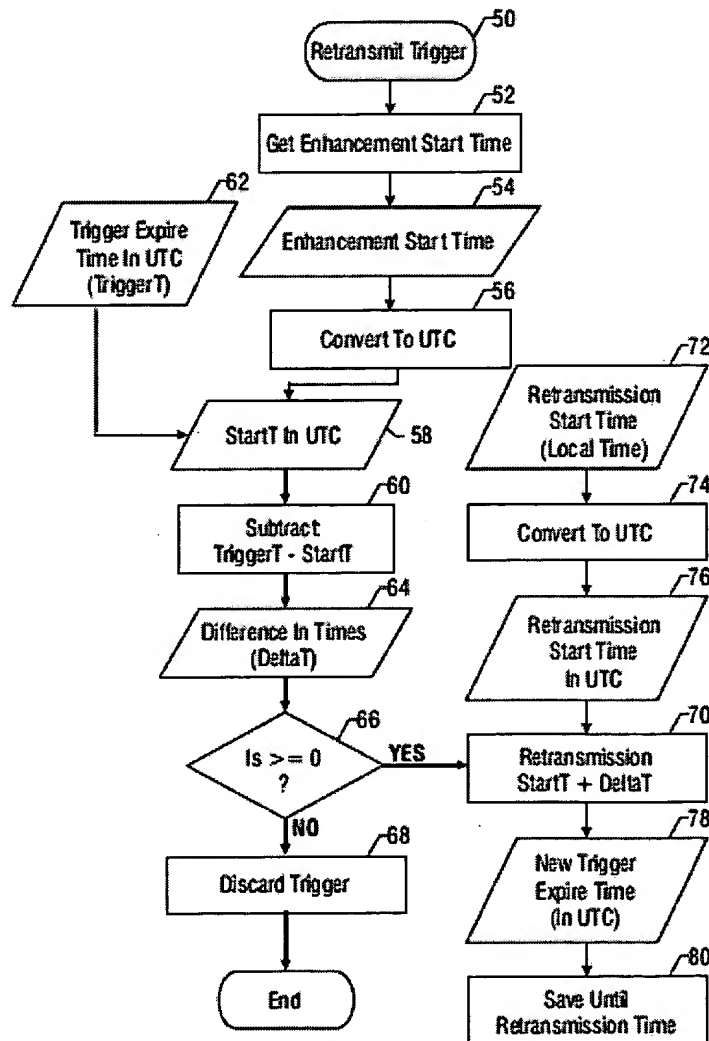 50
Retransmit Trigger
52
Get Enhancement Start Time
54
Enhancement Start Time
62
Trigger Expire
Time In UTC
(TriggerT)
56
Convert To UTC
StartT In UTC
58
60
Subtract
TriggerT - StartT
64
Difference In Times
(DeltaT)
66
Is >= 0
?
YES
NO
68
Discard Trigger
End
72
Retransmission
Start Time
(Local Time)
74
Convert To UTC
76
Retransmission
Start Time
In UTC
70
Retransmission
StartT + DeltaT
78
New Trigger
Expire Time
(In UTC)
80
Save Until
Retransmission Time